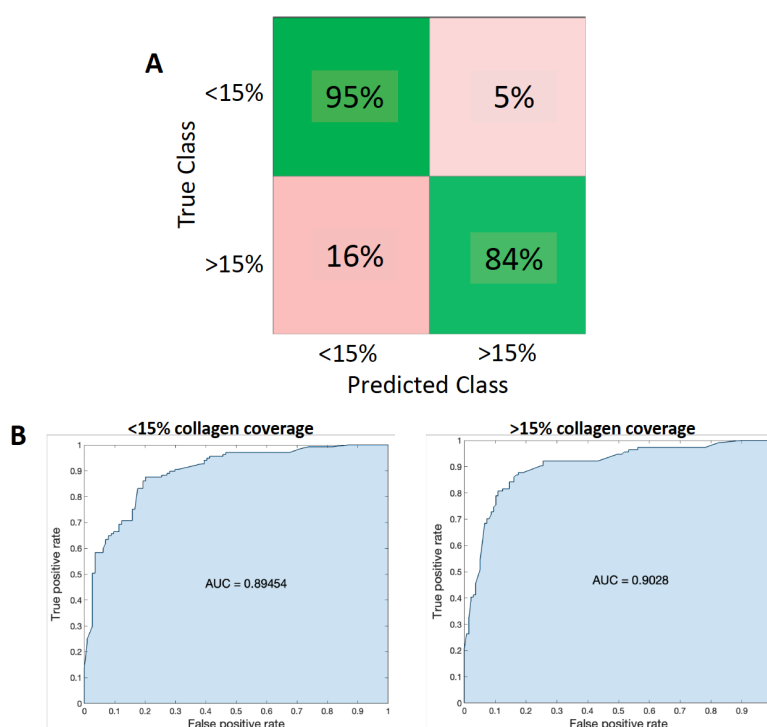 A
True Class
<15%
95%
5%
>15%
16%
84%
<15%
>15%
Predicted Class
B
<15% collagen coverage
True positive rate
1
0.9
0.8
0.7
0.6
0.5
0.4
0.3
0.2
0.1
0
AUC = 0.89454
0 0.1 0.2 0.3 0.4 0.5 0.6 0.7 0.8 0.9 1
False positive rate
>15% collagen coverage
True positive rate
1
0.9
0.8
0.7
0.6
0.5
0.4
0.3
0.2
0.1
0
AUC = 0.9028
0 0.1 0.2 0.3 0.4 0.5 0.6 0.7 0.8 0.9
False positive rate